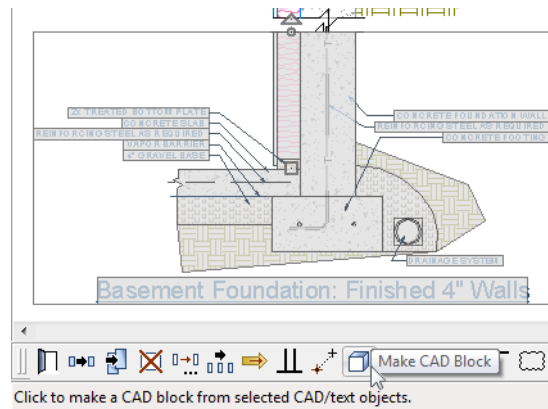 2x TREATED BOTTOM PLATE
CONCRETE SLAB
REINFORCING STEEL AS REQUIRED
VAPOR BARRIER
4" GRAVEL BASE
CONCRETE FOUNDATION WALL
REINFORCING STEEL AS REQUIRED
CONCRETE FOOTING
DRAINAGE SYSTEM
Basement Foundation: Finished 4" Walls
Make CAD Block
Click to make a CAD block from selected CAD/text objects.